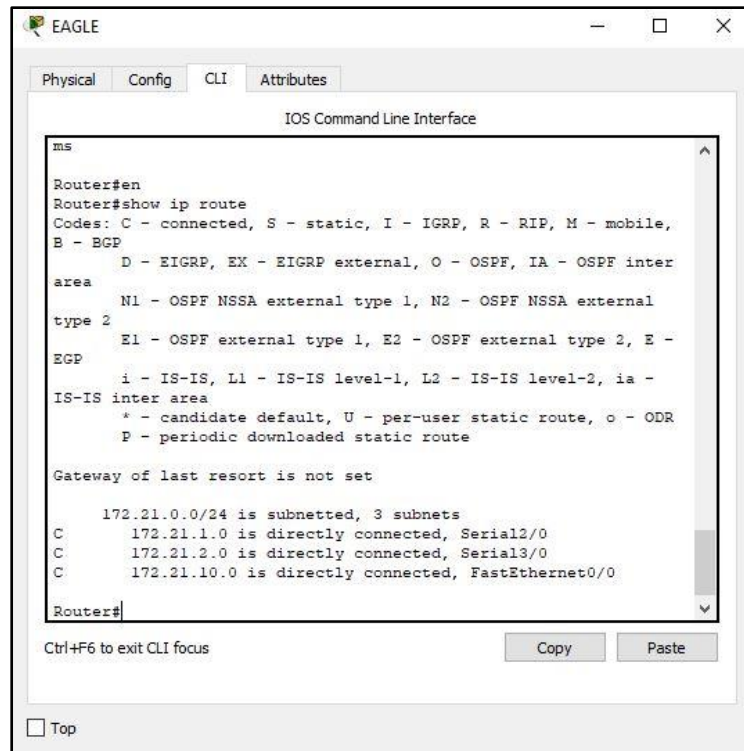 EAGLE
Physical Config CLI Attributes
IOS Command Line Interface
ms
Router#en
Router#show ip route
Codes: C - connected, S - static, I - IGRP, R - RIP, M - mobile,
B - BGP
D - EIGRP, EX - EIGRP external, O - OSPF, IA - OSPF inter
area
N1 - OSPF NSSA external type 1, N2 - OSPF NSSA external
type 2
E1 - OSPF external type 1, E2 - OSPF external type 2, E -
EGP
i - IS-IS, L1 - IS-IS level-1, L2 - IS-IS level-2, ia -
IS-IS inter area
* - candidate default, U - per-user static route, o - ODR
P - periodic downloaded static route
Gateway of last resort is not set
172.21.0.0/24 is subnetted, 3 subnets
C 172.21.1.0 is directly connected, Serial2/0
C 172.21.2.0 is directly connected, Serial3/0
C 172.21.10.0 is directly connected, FastEthernet0/0
Router#
Ctrl+F6 to exit CLI focus
Copy Paste
Top